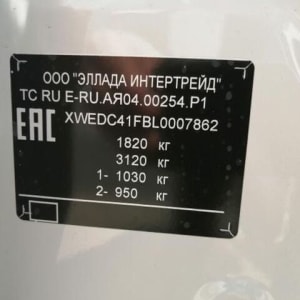 ООО "ЭЛЛАДА ИНТЕРТРЕЙД"
ТС RU E-RU.АЯ04.00254.Р1
EAC XWEDC41FBL0007862
1820 кг
3120 кг
1- 1030 кг
2- 950 кг